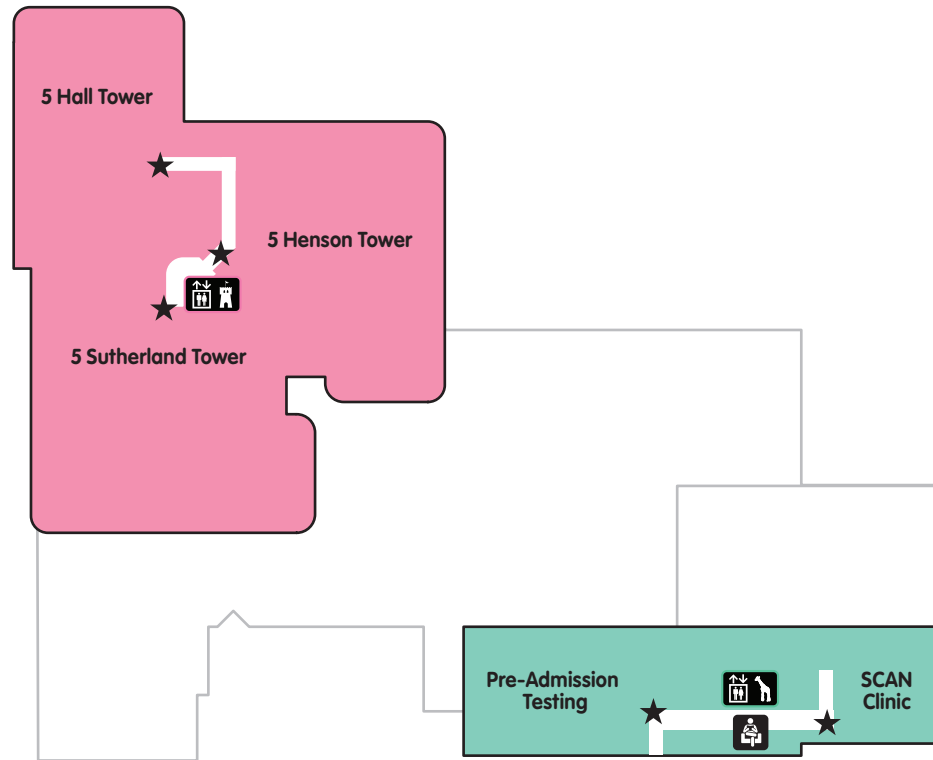 5 Hall Tower
5 Henson Tower
5 Sutherland Tower
Pre-Admission
Testing
SCAN
Clinic